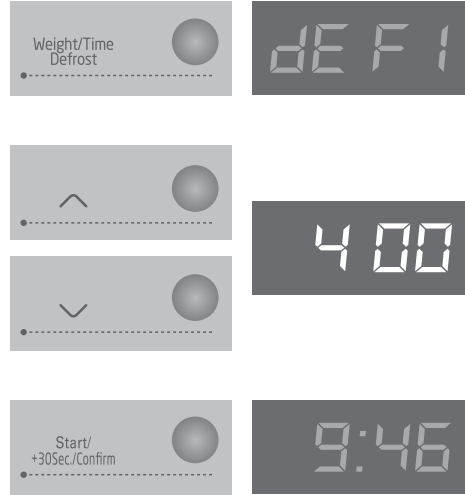 Weight/Time
Defrost
dEF1
400
Start/
+30Sec./Confirm
9:46